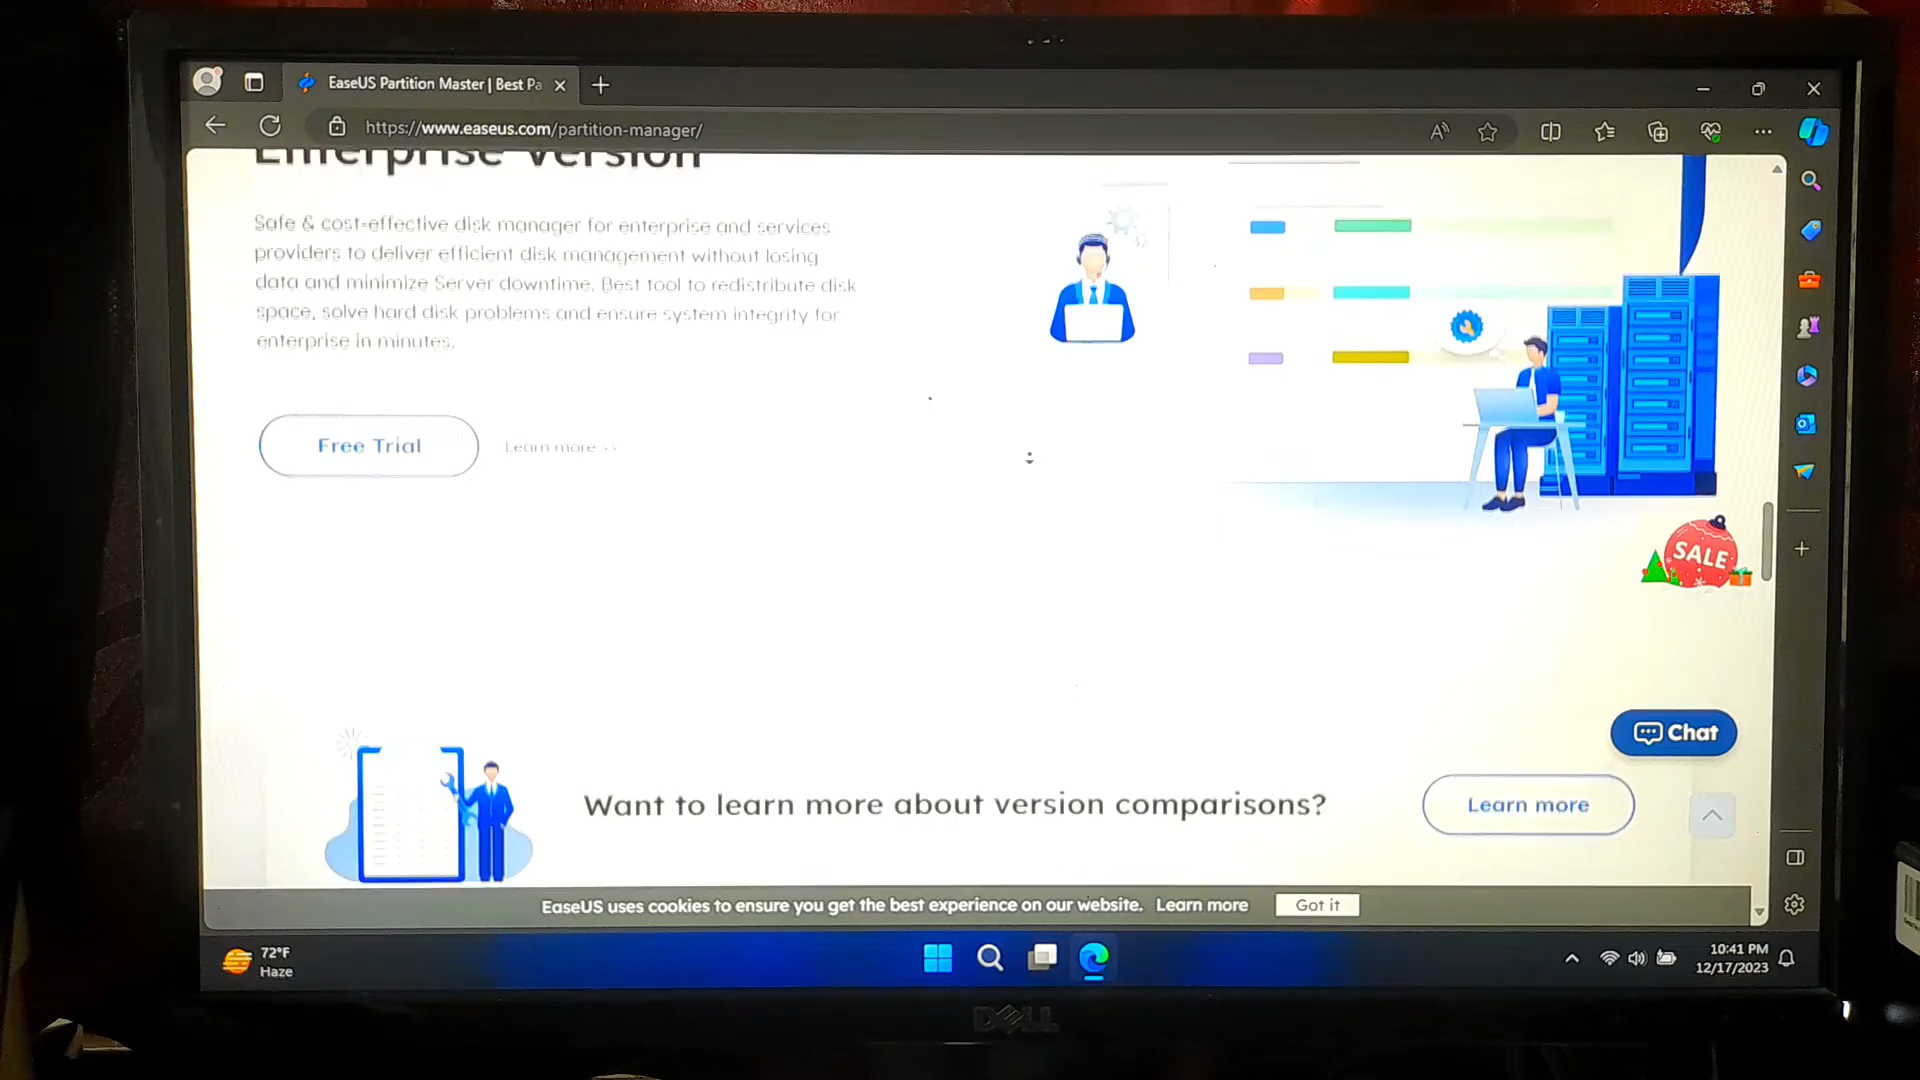 EaseUS Partition Master | Best Pa
https://www.easeus.com/partition-manager/
Enterprise Version
Safe & cost-effective disk manager for enterprise and services
providers to deliver efficient disk management without losing
data and minimize Server downtime. Best tool to redistribute disk
space, solve hard disk problems and ensure system integrity for
enterprise in minutes.
Free Trial
Learn more
SALE
Chat
Want to learn more about version comparisons?
Learn more
EaseUS uses cookies to ensure you get the best experience on our website. Learn more
Got it
72°F
Haze
10:41 PM
12/17/2023
DELL